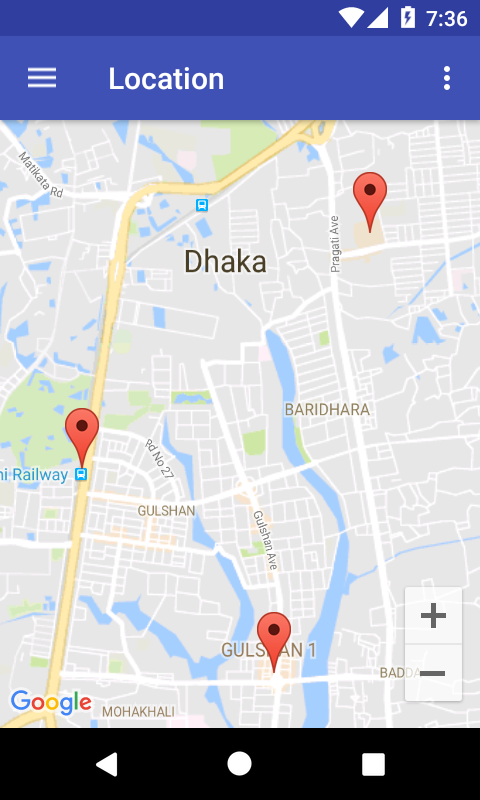 7:36
Location
Matikata Rd
Pragati Ave
Dhaka
BARIDHARA
Rd No 27
ni Railway
GULSHAN
Gulshan Ave
GULSHAN 1
BADDA
Google
MOHAKHALI